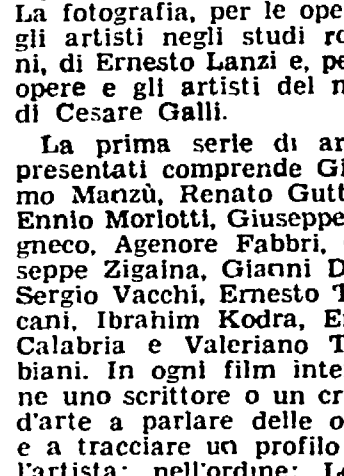 La fotografia, per le ope
gli artisti negli studi ro
ni, di Ernesto Lanzi e, pe
opere e gli artisti del n
di Cesare Galli.
La prima serie di ar
presentati comprende Gi
mo Manzù, Renato Gutt
Ennio Morlotti, Giuseppe
gneco, Agenore Fabbri,
seppe Zigaina, Gianni D
Sergio Vacchi, Ernesto T
cani, Ibrahim Kodra, E
Calabria e Valeriano T
biani. In ogni film inte
ne uno scrittore o un cr
d'arte a parlare delle o
e a tracciare un profilo
l'artista: nell'ordine: L